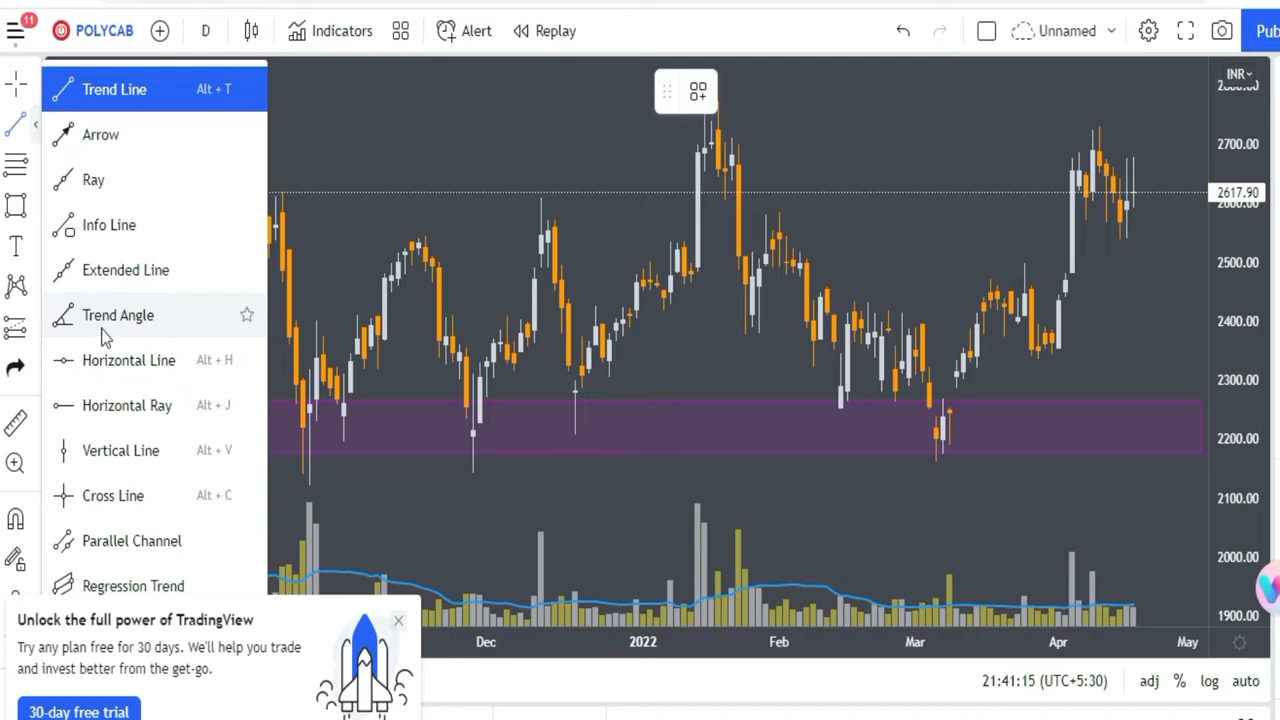 11
POLYCAB
D
Indicators
Alert
Replay
Unnamed
Pub
Trend Line Alt + T
Arrow
Ray
Info Line
Extended Line
Trend Angle
Horizontal Line Alt + H
Horizontal Ray Alt + J
Vertical Line Alt + V
Cross Line Alt + C
Parallel Channel
Regression Trend
INR
2700.00
2617.90
2500.00
2400.00
2300.00
2200.00
2100.00
2000.00
1900.00
Dec 2022 Feb Mar Apr May
Unlock the full power of TradingView
Try any plan free for 30 days. We'll help you trade
and invest better from the get-go.
30-day free trial
21:41:15 (UTC+5:30) adj % log auto